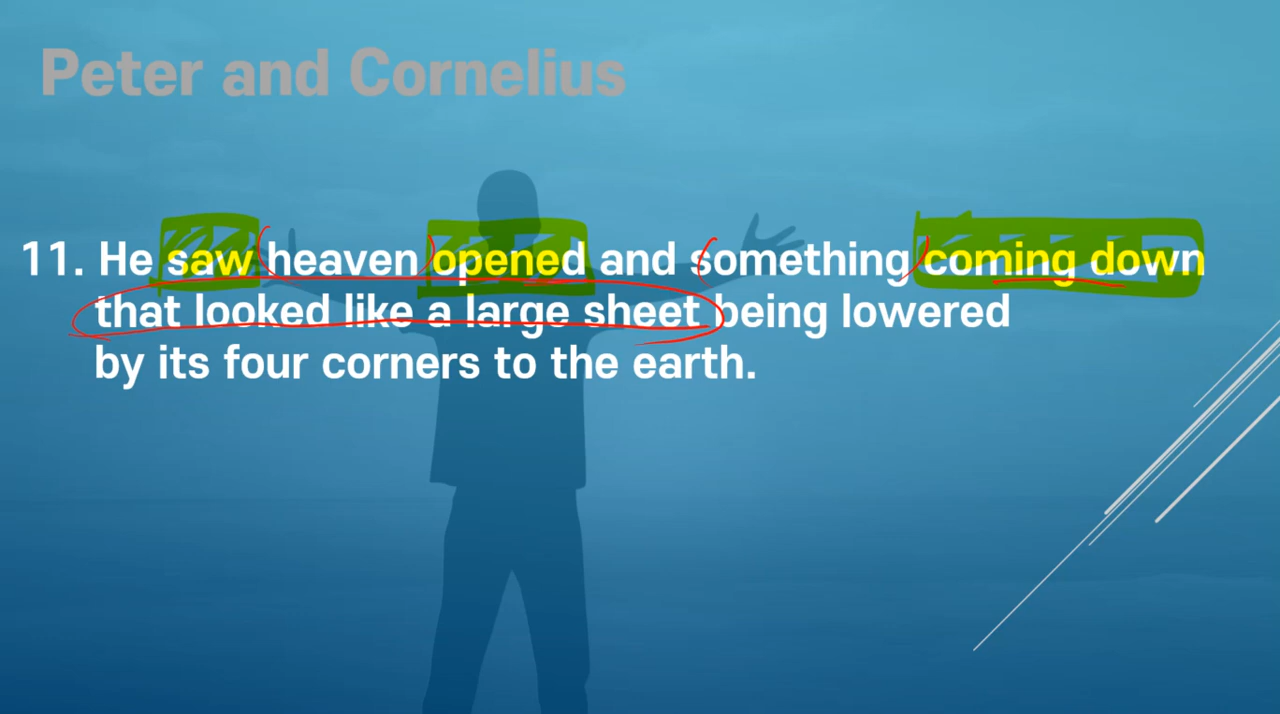 Peter and Cornelius
11. He saw heaven opened and something coming down
that looked like a large sheet being lowered
by its four corners to the earth.